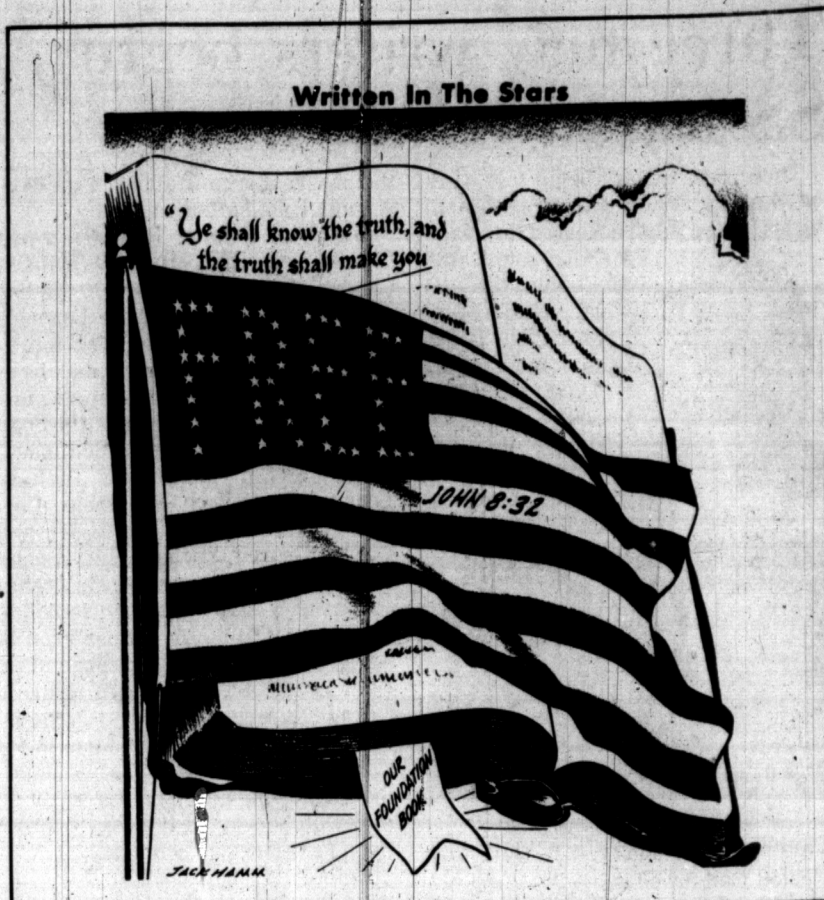 Written In The Stars
"Ye shall know the truth, and
the truth shall make you
FREE
JOHN 8:32
OUR
FOUNDATION
BOOK
JACK HAMM